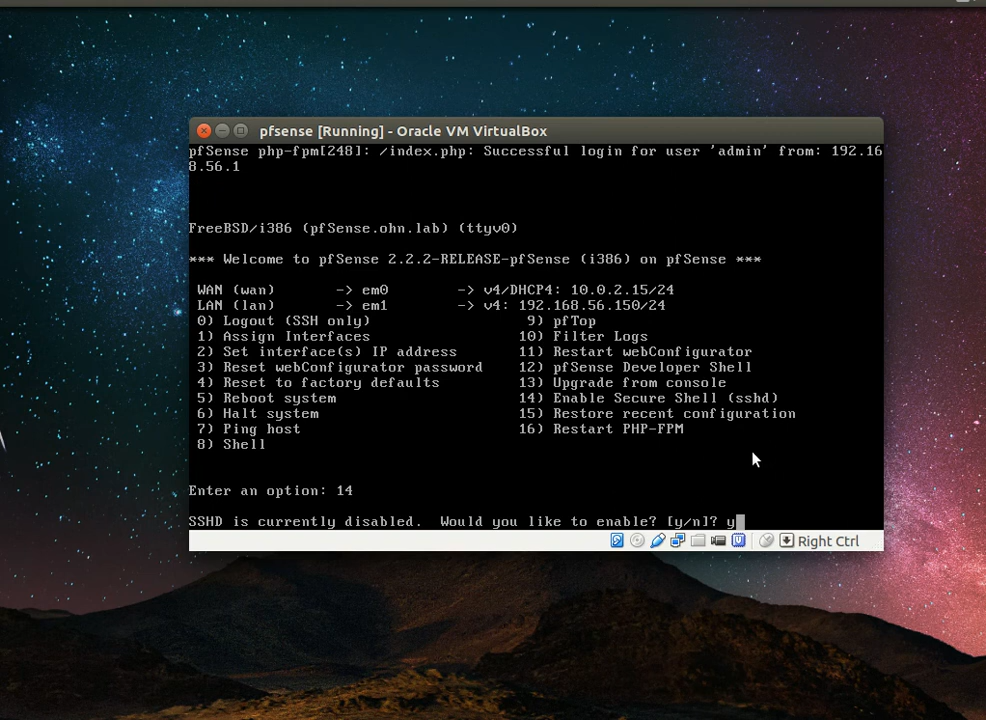 pfsense [Running] - Oracle VM VirtualBox
pfSense php-fpm[248]: /index.php: Successful login for user 'admin' from: 192.16
8.56.1
FreeBSD/i386 (pfSense.ohn.lab) (ttyv0)
*** Welcome to pfSense 2.2.2-RELEASE-pfSense (i386) on pfSense ***
WAN (wan) -> em0 -> v4/DHCP4: 10.0.2.15/24
LAN (lan) -> em1 -> v4: 192.168.56.150/24
0) Logout (SSH only) 9) pfTop
1) Assign Interfaces 10) Filter Logs
2) Set interface(s) IP address 11) Restart webConfigurator
3) Reset webConfigurator password 12) pfSense Developer Shell
4) Reset to factory defaults 13) Upgrade from console
5) Reboot system 14) Enable Secure Shell (sshd)
6) Halt system 15) Restore recent configuration
7) Ping host 16) Restart PHP-FPM
8) Shell
Enter an option: 14
SSHD is currently disabled.  Would you like to enable? [y/n]? y
Right Ctrl